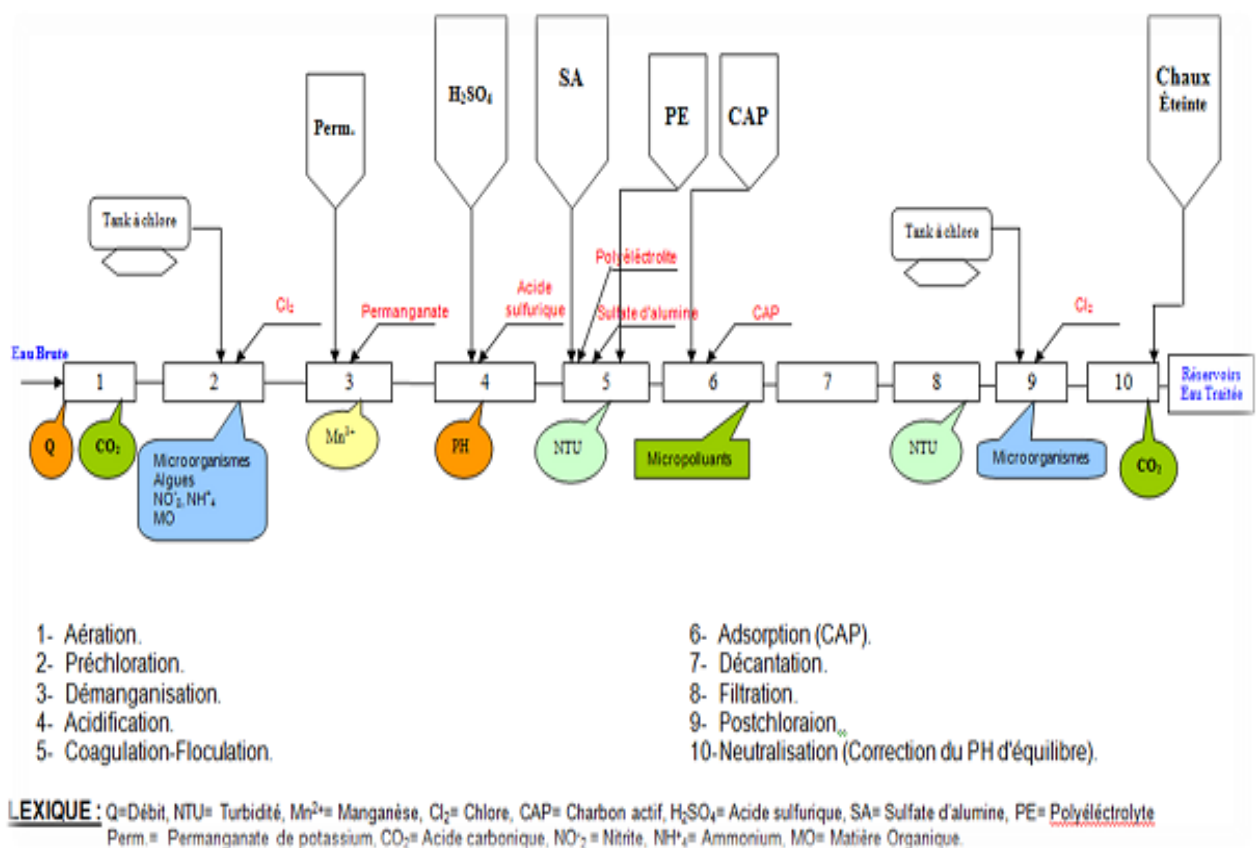 Chaux
Éteinte
H₂SO₄
SA
PE
CAP
Perm.
Tank à chlore
Tank à chlore
Polyéléctrolite
Acide
sulfurique
Sulfate d'alumine
Cl₂
Permanganate
CAP
Cl₂
Eau Brute
1
2
3
4
5
6
7
8
9
10
Réservoirs
Eau Traitée
Q
CO₂
Microorganismes
Algues
NO⁻₂, NH⁺₄
MO
Mn²⁺
PH
NTU
Micropolluants
NTU
Microorganismes
CO₂
1- Aération.
2- Préchloration.
3- Démanganisation.
4- Acidification.
5- Coagulation-Floculation.
6- Adsorption (CAP).
7- Décantation.
8- Filtration.
9- Postchloraion.
10-Neutralisation (Correction du PH d'équilibre).
LEXIQUE : Q=Débit, NTU= Turbidité, Mn²⁺= Manganèse, Cl₂= Chlore, CAP= Charbon actif, H₂SO₄= Acide sulfurique, SA= Sulfate d'alumine, PE= Polyéléctrolyte
Perm.= Permanganate de potassium, CO₂= Acide carbonique, NO⁻₂ = Nitrite, NH⁺₄= Ammonium, MO= Matière Organique.